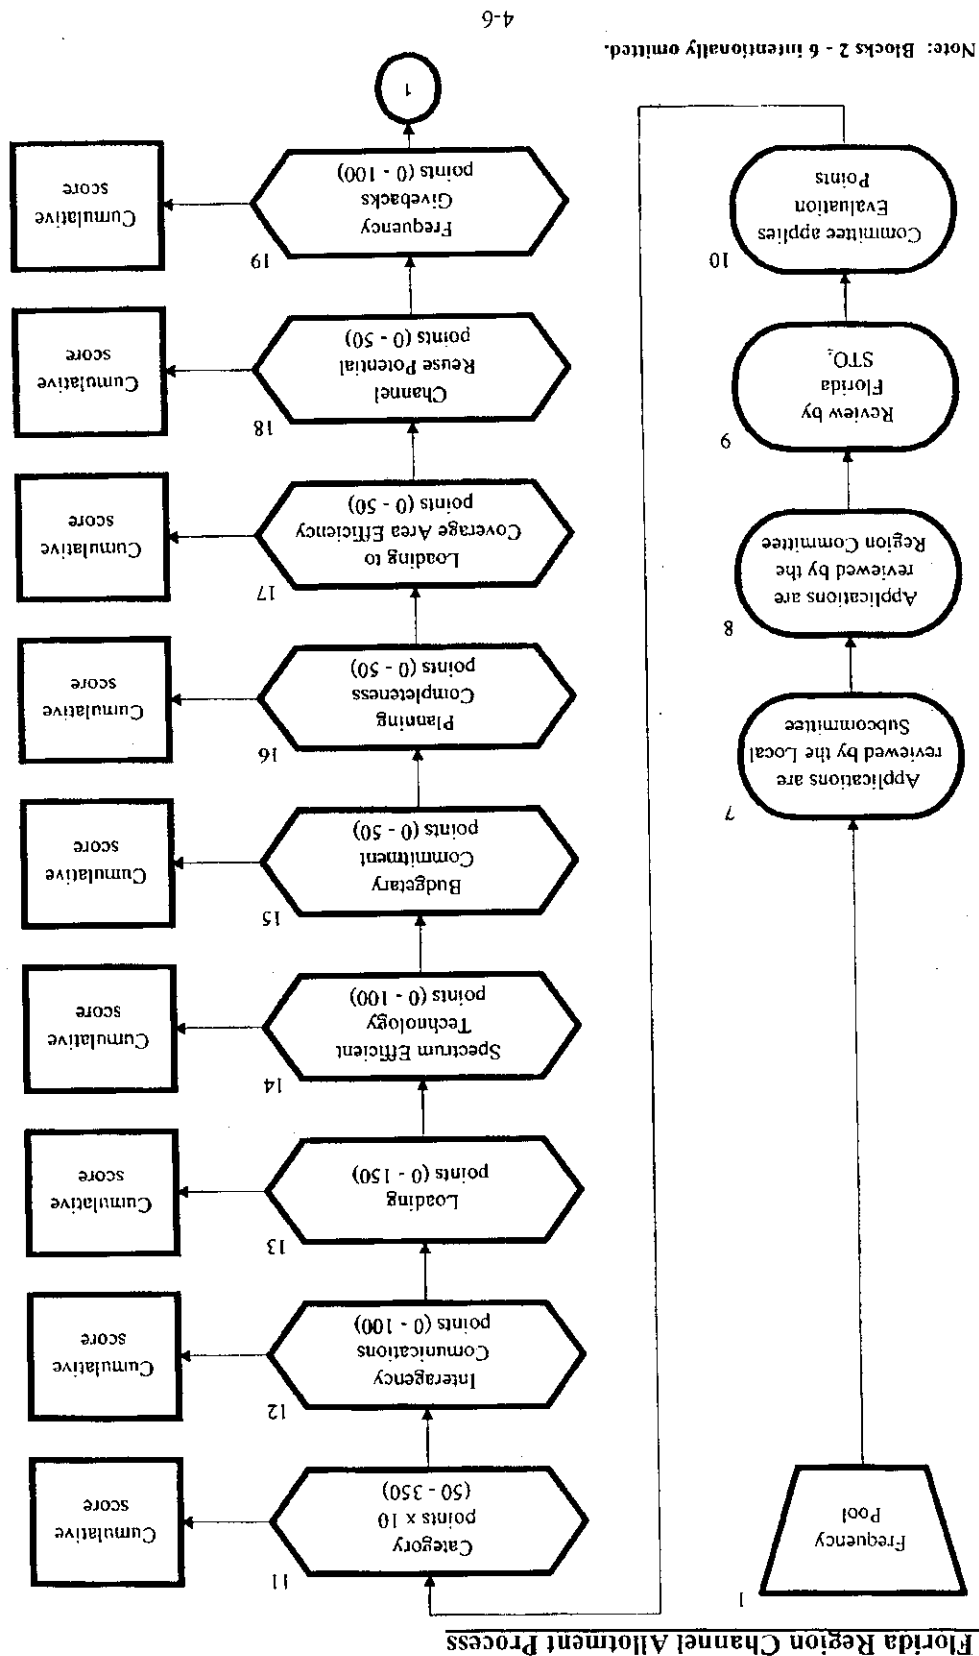 Florida Region Channel Allotment Process
1
Frequency
Pool
7
Applications are
reviewed by the Local
Subcommittee
8
Applications are
reviewed by the
Region Committee
9
Review by
Florida
STO,
10
Committee applies
Evaluation
Points
11
Category
points x 10
(50 - 350)
Cumulative
score
12
Interagency
Comunications
points (0 - 100)
Cumulative
score
13
Loading
points (0 - 150)
Cumulative
score
14
Spectrum Efficient
Technology
points (0 - 100)
Cumulative
score
15
Budgetary
Commitment
points (0 - 50)
Cumulative
score
16
Planning
Completeness
points (0 - 50)
Cumulative
score
17
Loading to
Coverage Area Efficiency
points (0 - 50)
Cumulative
score
18
Channel
Reuse Potential
points (0 - 50)
Cumulative
score
19
Frequency
Givebacks
points (0 - 100)
Cumulative
score
1
Note: Blocks 2 - 6 intentionally omitted.
4-6